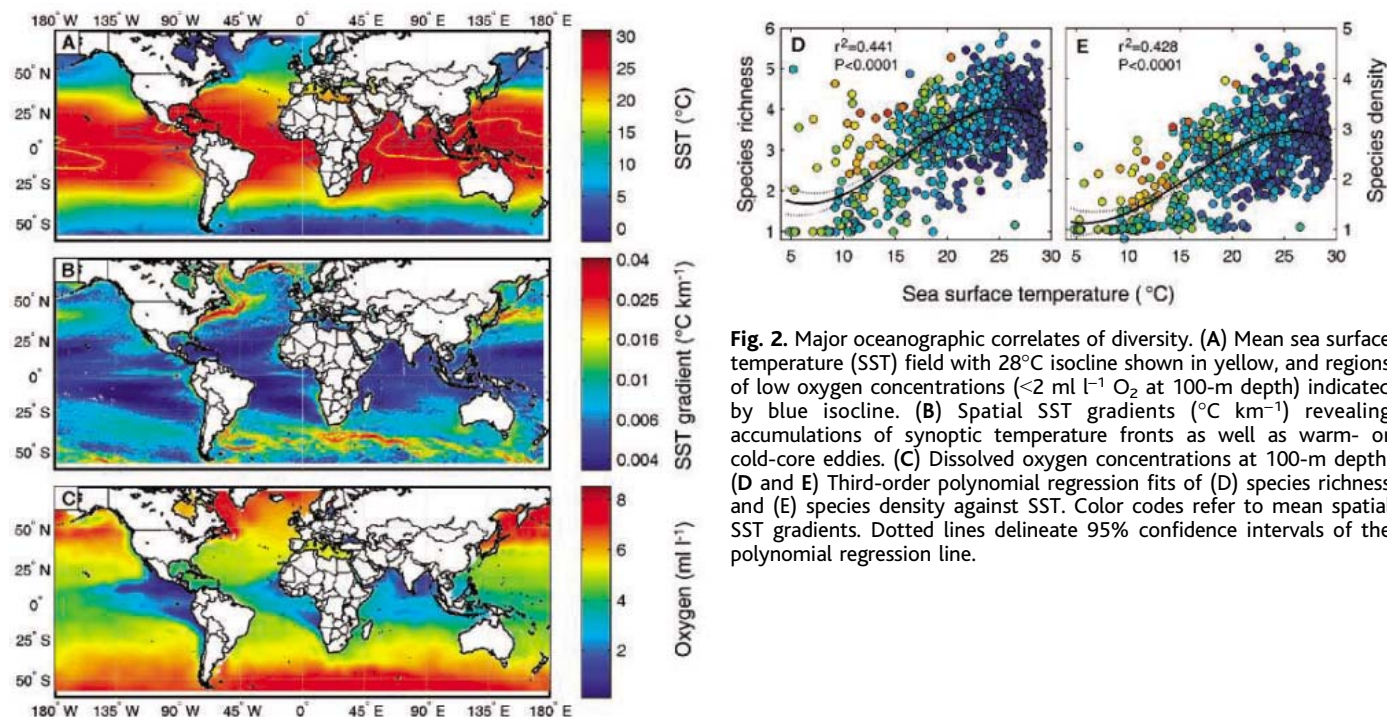 180° W 135° W 90° W 45° W 0° 45° E 90° E 135° E 180° E
A
50° N
25° N
0°
25° S
50° S
30
25
20
15
10
5
0
SST (°C)
B
50° N
25° N
0°
25° S
50° S
0.04
0.025
0.016
0.01
0.006
0.004
SST gradient (°C km⁻¹)
C
50° N
25° N
0°
25° S
50° S
8
6
4
2
Oxygen (ml l⁻¹)
180° W 135° W 90° W 45° W 0° 45° E 90° E 135° E 180° E
D
r²=0.441
P<0.0001
6
5
4
3
2
1
Species richness
5 10 15 20 25 30
E
r²=0.428
P<0.0001
5
4
3
2
1
Species density
5 10 15 20 25 30
Sea surface temperature (°C)
Fig. 2. Major oceanographic correlates of diversity. (A) Mean sea surface
temperature (SST) field with 28°C isocline shown in yellow, and regions
of low oxygen concentrations (<2 ml l⁻¹ O₂ at 100-m depth) indicated
by blue isocline. (B) Spatial SST gradients (°C km⁻¹) revealing
accumulations of synoptic temperature fronts as well as warm- or
cold-core eddies. (C) Dissolved oxygen concentrations at 100-m depth
(D and E) Third-order polynomial regression fits of (D) species richness
and (E) species density against SST. Color codes refer to mean spatial
SST gradients. Dotted lines delineate 95% confidence intervals of the
polynomial regression line.